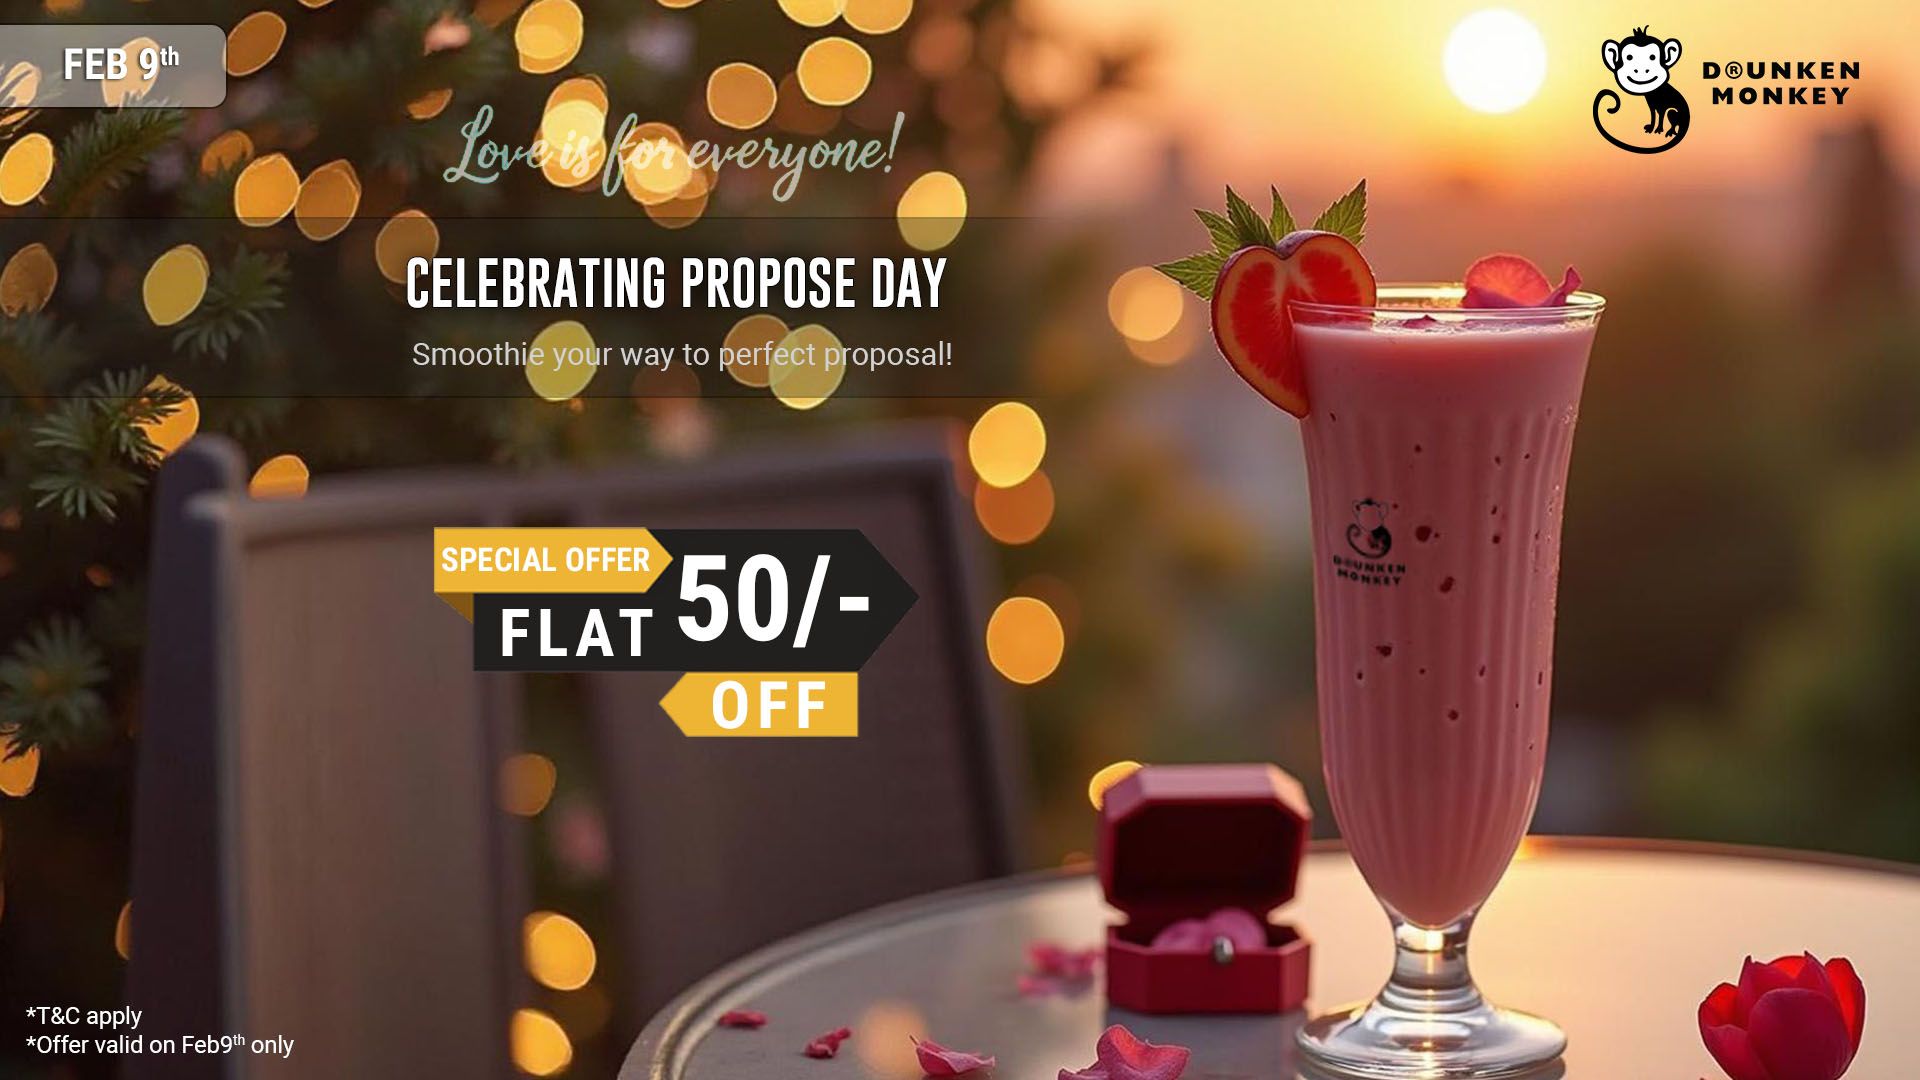 FEB 9th
DRUNKEN
MONKEY
Love is for everyone!
CELEBRATING PROPOSE DAY
Smoothie your way to perfect proposal!
SPECIAL OFFER
FLAT 50/-
OFF
DRUNKEN
MONKEY
*T&C apply
*Offer valid on Feb9th only